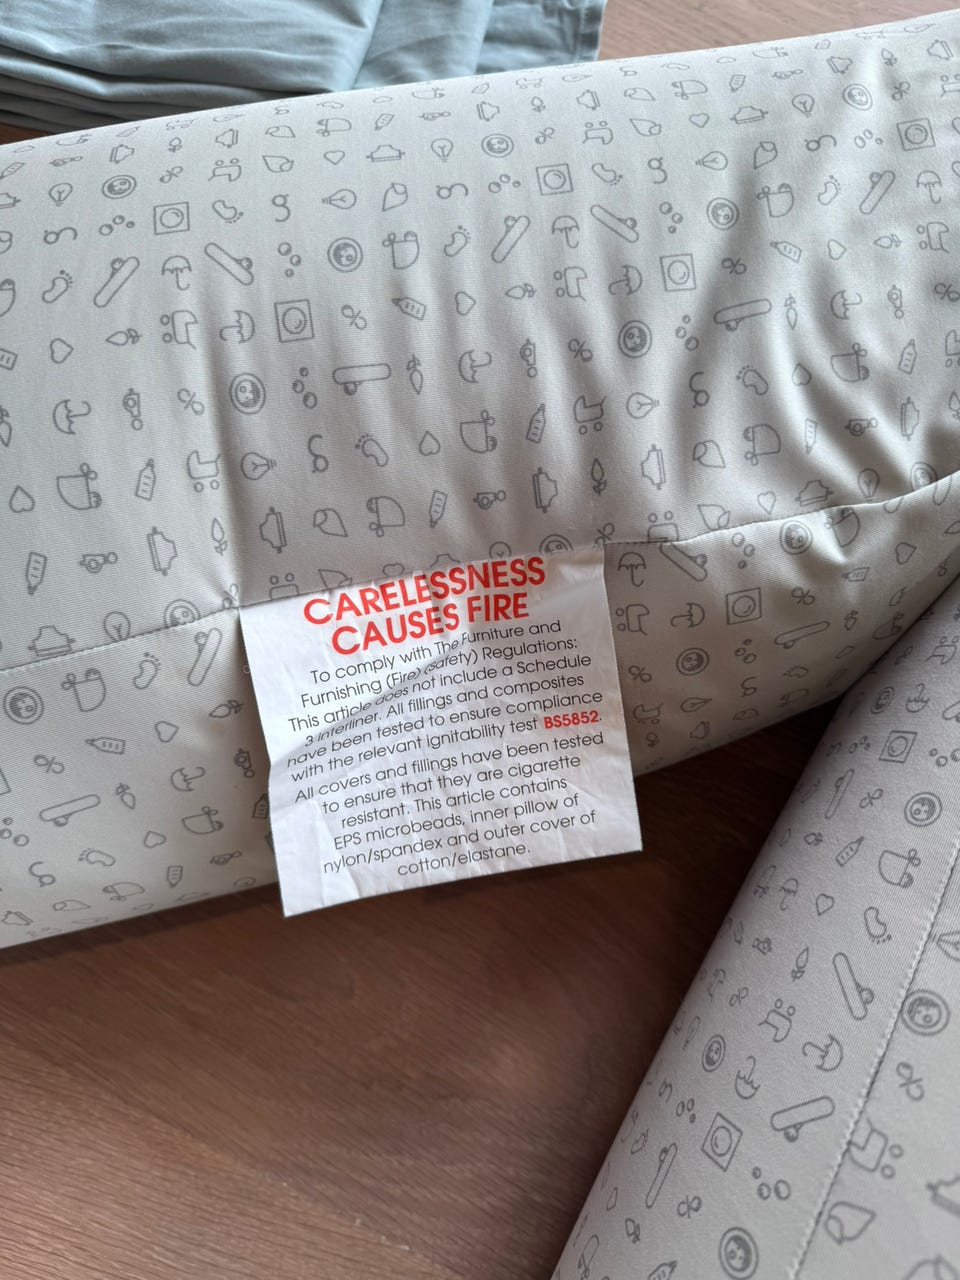 CARELESSNESS
CAUSES FIRE
To comply with The Furniture and
Furnishing (Fire) (Safety) Regulations:
This article does not include a Schedule
3 interliner. All fillings and composites
have been tested to ensure compliance
with the relevant ignitability test BS5852.
All covers and fillings have been tested
to ensure that they are cigarette
resistant. This article contains
EPS microbeads, inner pillow of
nylon/spandex and outer cover of
cotton/elastane.